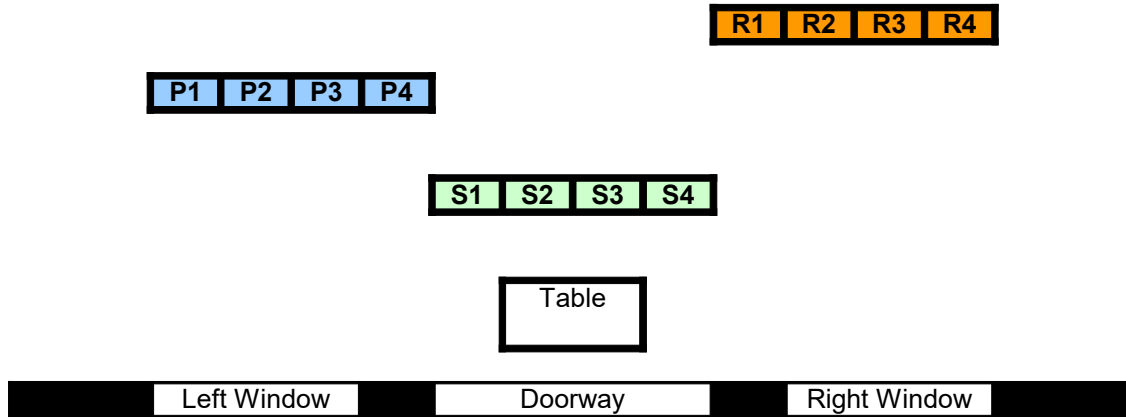 R1 R2 R3 R4
P1 P2 P3 P4
S1 S2 S3 S4
Table
Left Window Doorway Right Window